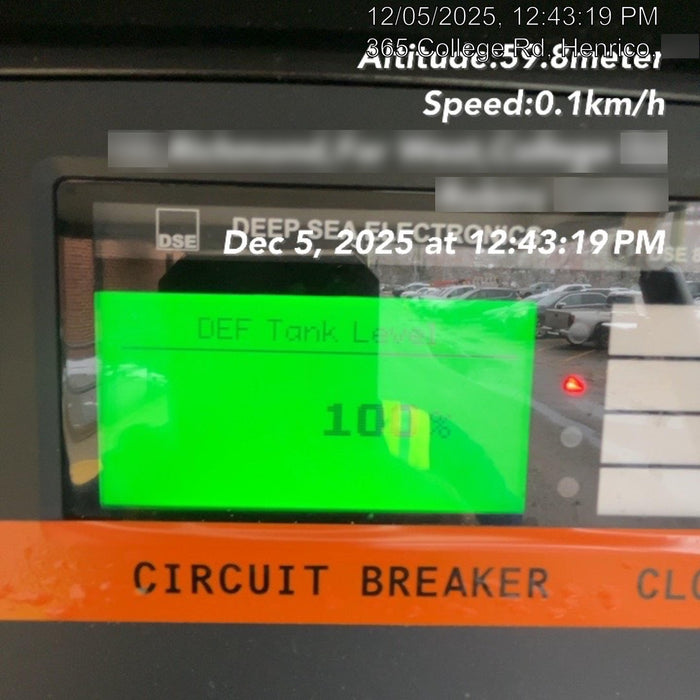 12/05/2025, 12:43:19 PM
365 College Rd, Henrico,
Altitude:59.8meter
Speed:0.1km/h
DSE
DEEP SEA ELECTRONICS
Dec 5, 2025 at 12:43:19 PM
DEF Tank Level
100 %
CIRCUIT BREAKER